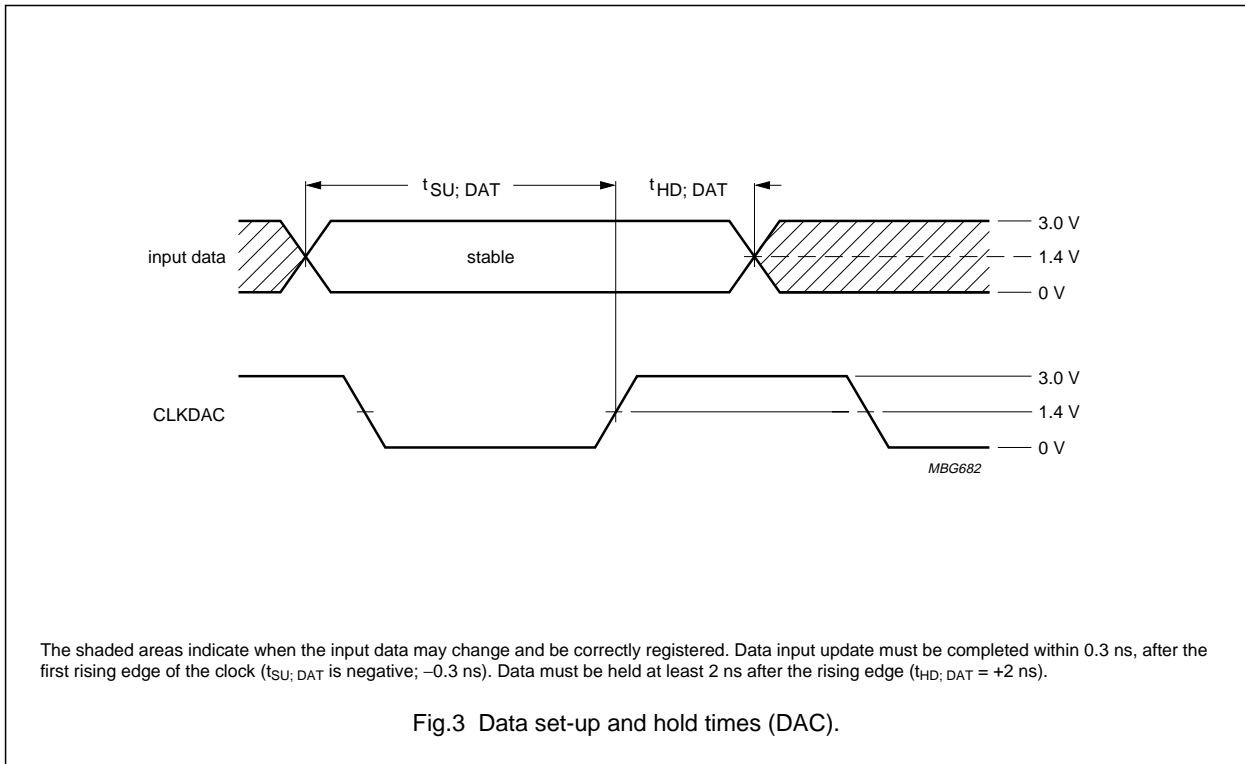 t SU; DAT t HD; DAT
3.0 V
input data stable 1.4 V
0 V
3.0 V
CLKDAC 1.4 V
0 V
MBG682
The shaded areas indicate when the input data may change and be correctly registered. Data input update must be completed within 0.3 ns, after the
first rising edge of the clock (tSU; DAT is negative; −0.3 ns). Data must be held at least 2 ns after the rising edge (tHD; DAT = +2 ns).
Fig.3 Data set-up and hold times (DAC).